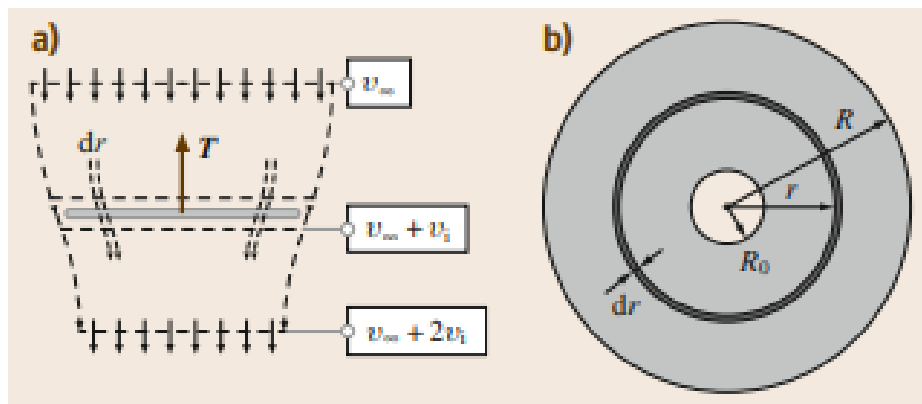 a)
v∞
dr
T
v∞ + vi
v∞ + 2vi
b)
R
r
R0
dr